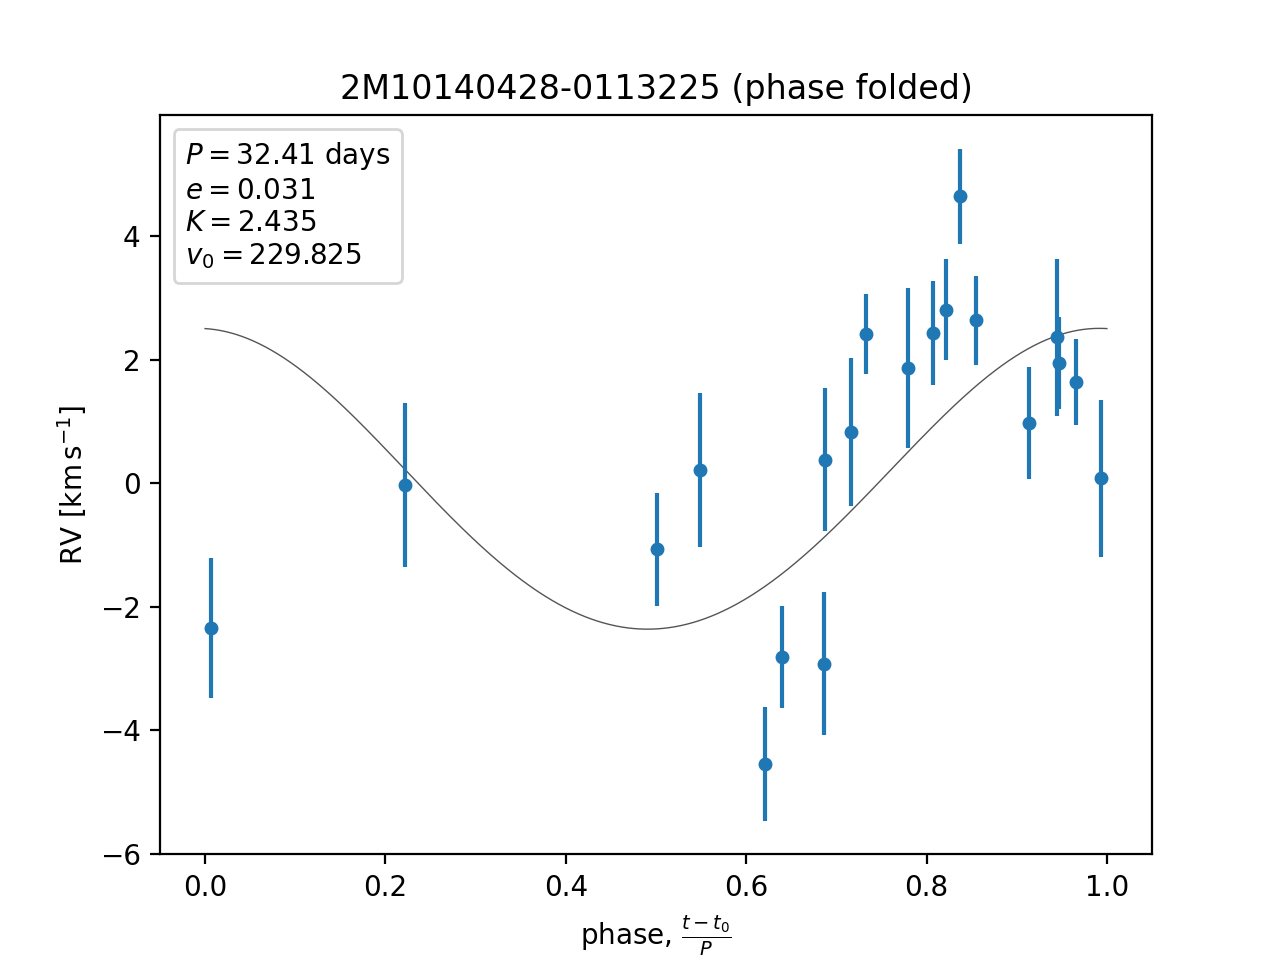 2M10140428-0113225 (phase folded)
P = 32.41 days
e = 0.031
K = 2.435
v₀ = 229.825
RV [km s⁻¹]
4
2
0
−2
−4
−6
0.0 0.2 0.4 0.6 0.8 1.0
phase, (t − t₀)/P